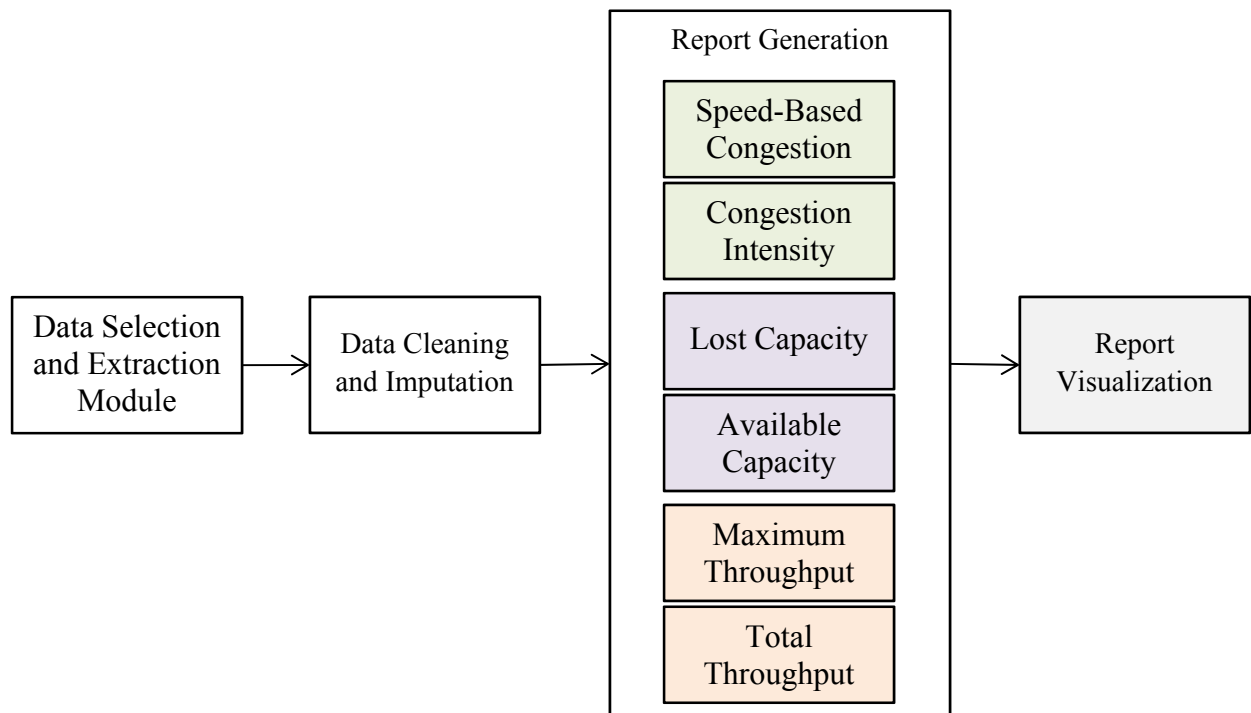 Data Selection
and Extraction
Module
Data Cleaning
and Imputation
Report Generation
Speed-Based
Congestion
Congestion
Intensity
Lost Capacity
Available
Capacity
Maximum
Throughput
Total
Throughput
Report
Visualization